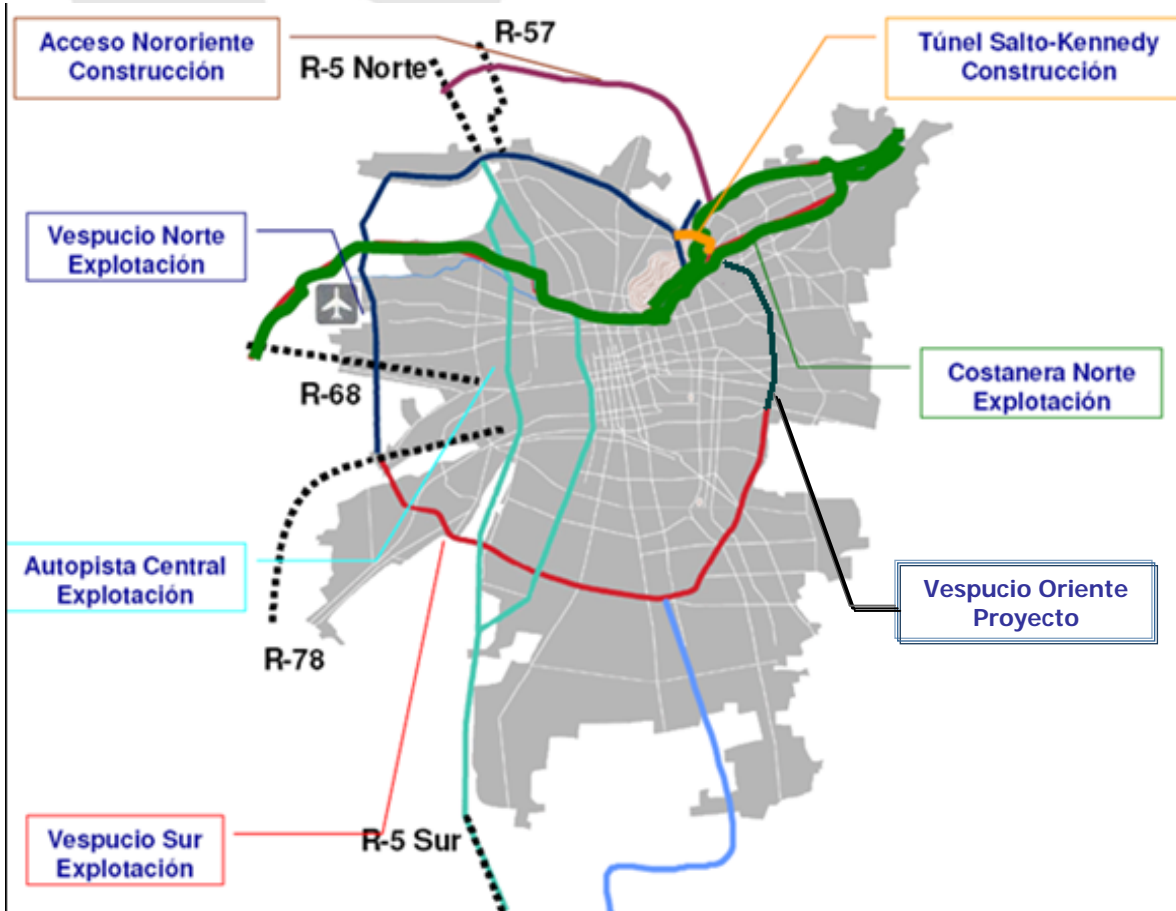 Acceso Nororiente
Construcción
R-57
R-5 Norte
Túnel Salto-Kennedy
Construcción
Vespucio Norte
Explotación
R-68
Costanera Norte
Explotación
Autopista Central
Explotación
Vespucio Oriente
Proyecto
R-78
Vespucio Sur
Explotación
R-5 Sur